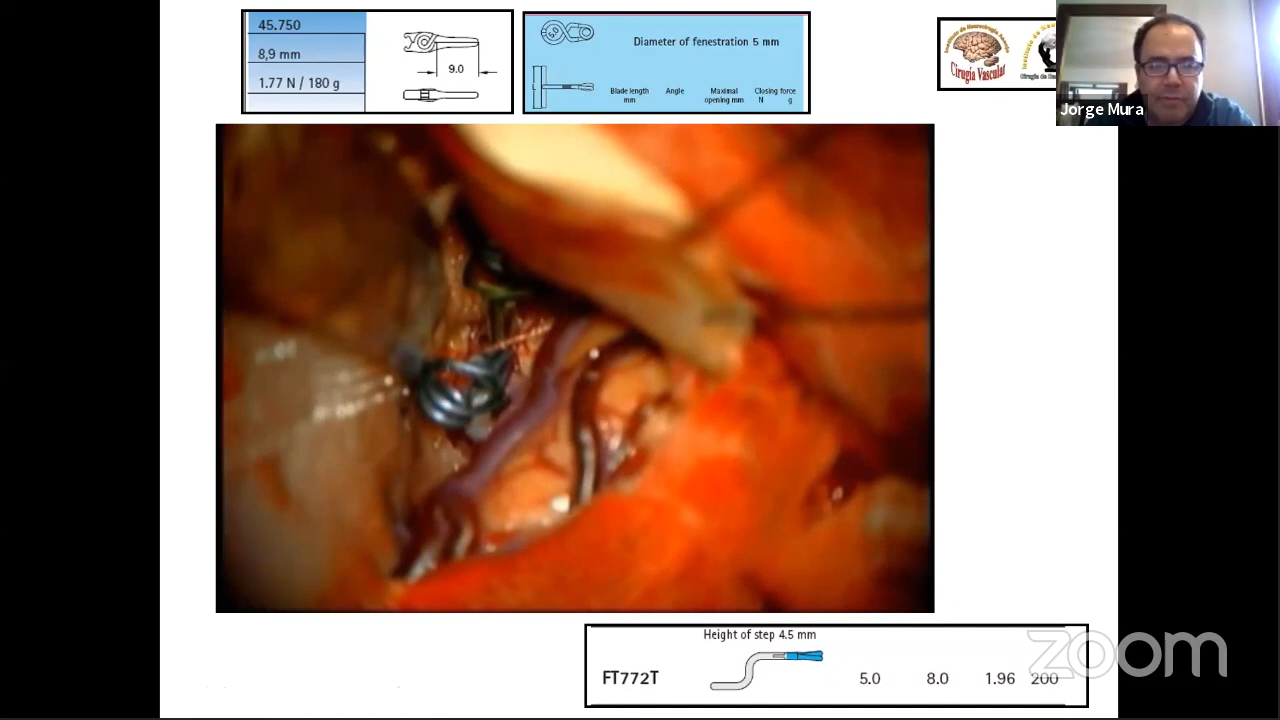 45.750
8,9 mm
1.77 N / 180 g
9.0
5.0
Diameter of fenestration 5 mm
Blade length
mm
Angle
Maximal
opening mm
Closing force
N g
Cirugía Vascular
Jorge Mura
Height of step 4.5 mm
FT772T 5.0 8.0 1.96 200
zoom